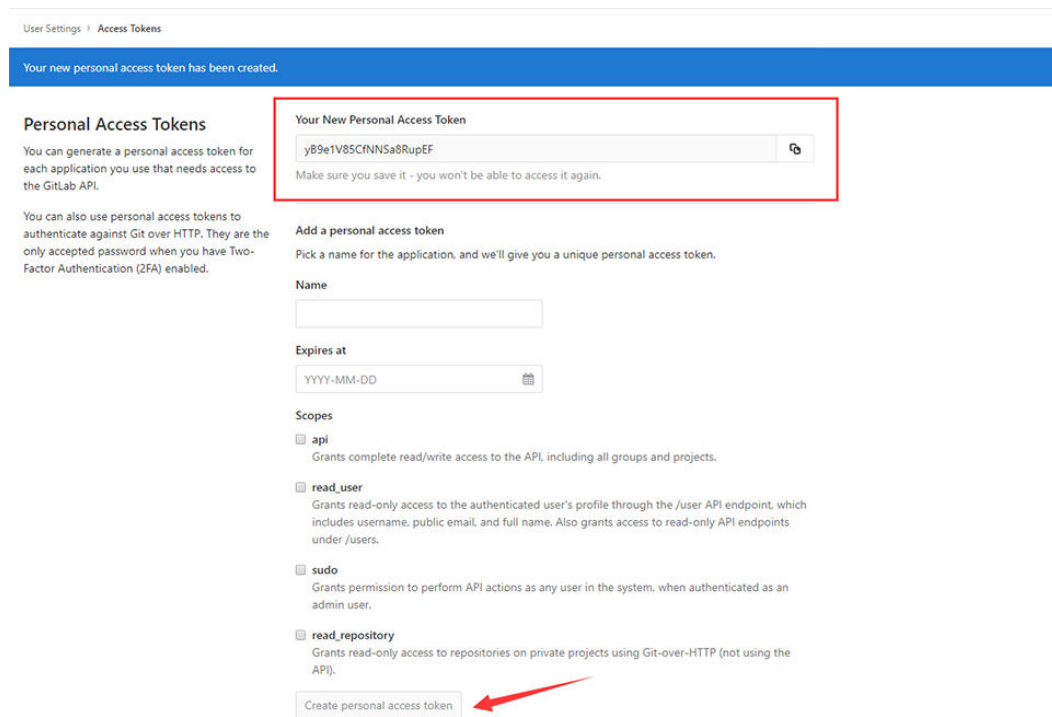 User Settings > Access Tokens
Your new personal access token has been created.
Personal Access Tokens
You can generate a personal access token for
each application you use that needs access to
the GitLab API.
You can also use personal access tokens to
authenticate against Git over HTTP. They are the
only accepted password when you have Two-
Factor Authentication (2FA) enabled.
Your New Personal Access Token
yB9e1V85CfNNSa8RupEF
Make sure you save it - you won't be able to access it again.
Add a personal access token
Pick a name for the application, and we'll give you a unique personal access token.
Name
Expires at
YYYY-MM-DD
Scopes
api
Grants complete read/write access to the API, including all groups and projects.
read_user
Grants read-only access to the authenticated user's profile through the /user API endpoint, which
includes username, public email, and full name. Also grants access to read-only API endpoints
under /users.
sudo
Grants permission to perform API actions as any user in the system, when authenticated as an
admin user.
read_repository
Grants read-only access to repositories on private projects using Git-over-HTTP (not using the
API).
Create personal access token